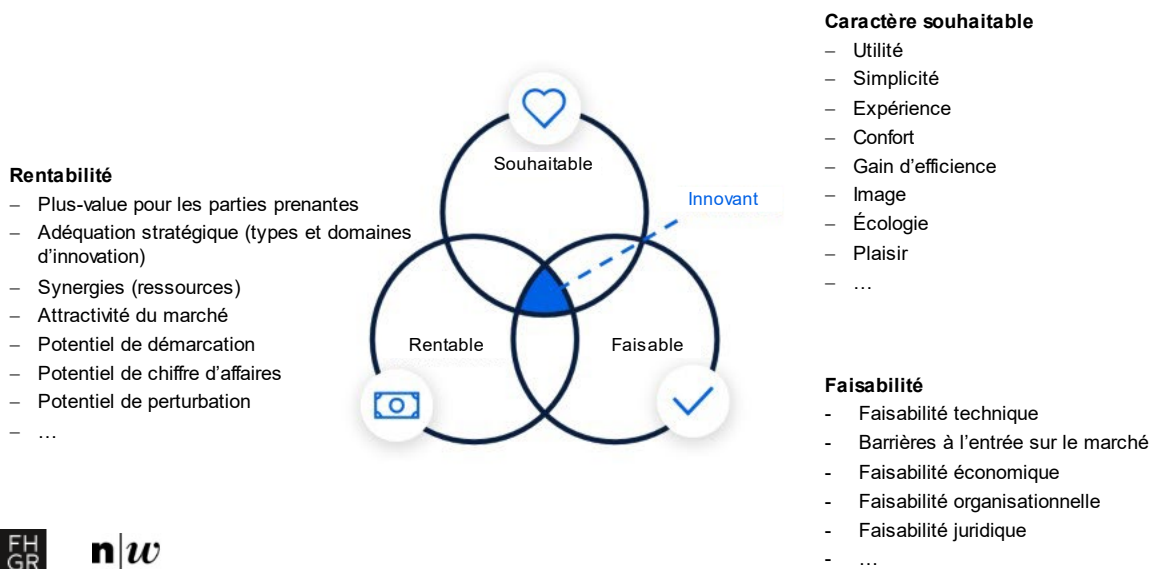 Caractère souhaitable
– Utilité
– Simplicité
– Expérience
– Confort
– Gain d’efficience
– Image
– Écologie
– Plaisir
– …
Souhaitable
Innovant
Rentable
Faisable
Rentabilité
– Plus-value pour les parties prenantes
– Adéquation stratégique (types et domaines
d’innovation)
– Synergies (ressources)
– Attractivité du marché
– Potentiel de démarcation
– Potentiel de chiffre d’affaires
– Potentiel de perturbation
– …
Faisabilité
- Faisabilité technique
- Barrières à l’entrée sur le marché
- Faisabilité économique
- Faisabilité organisationnelle
- Faisabilité juridique
- …
FH
GR
n|w